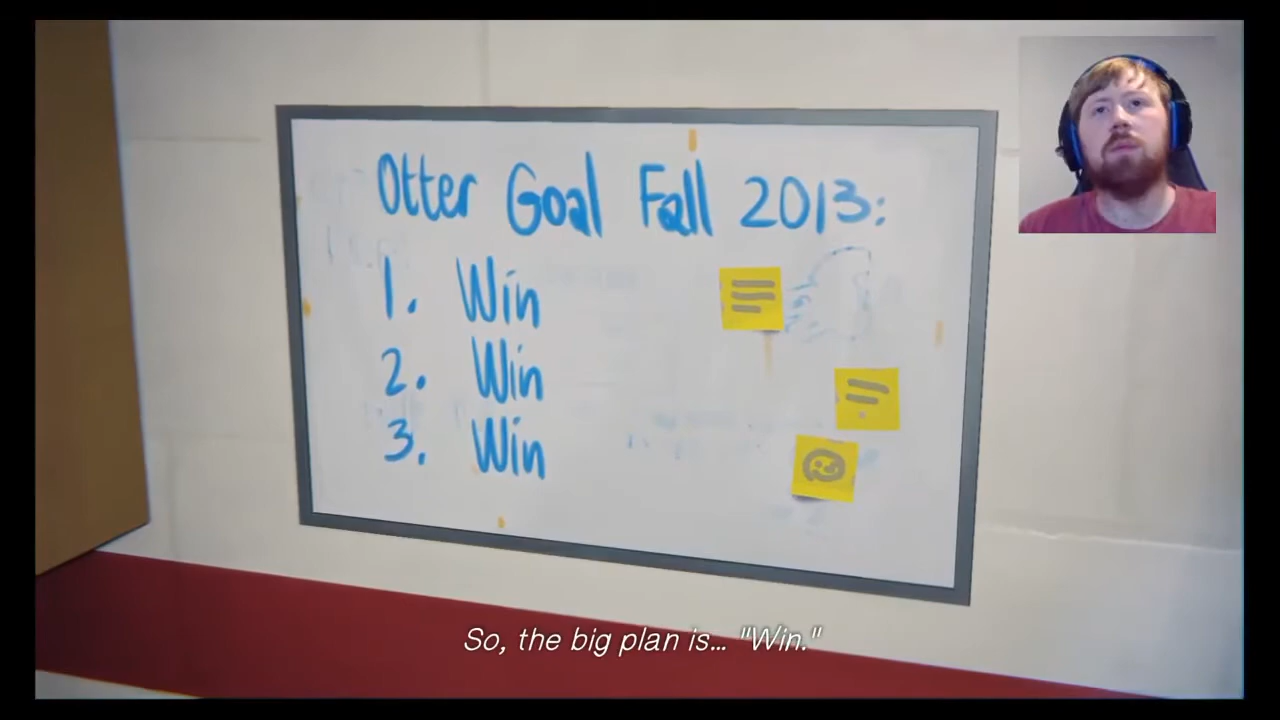 Otter Goal Fall 2013:
1. Win
2. Win
3. Win
So, the big plan is... "Win."